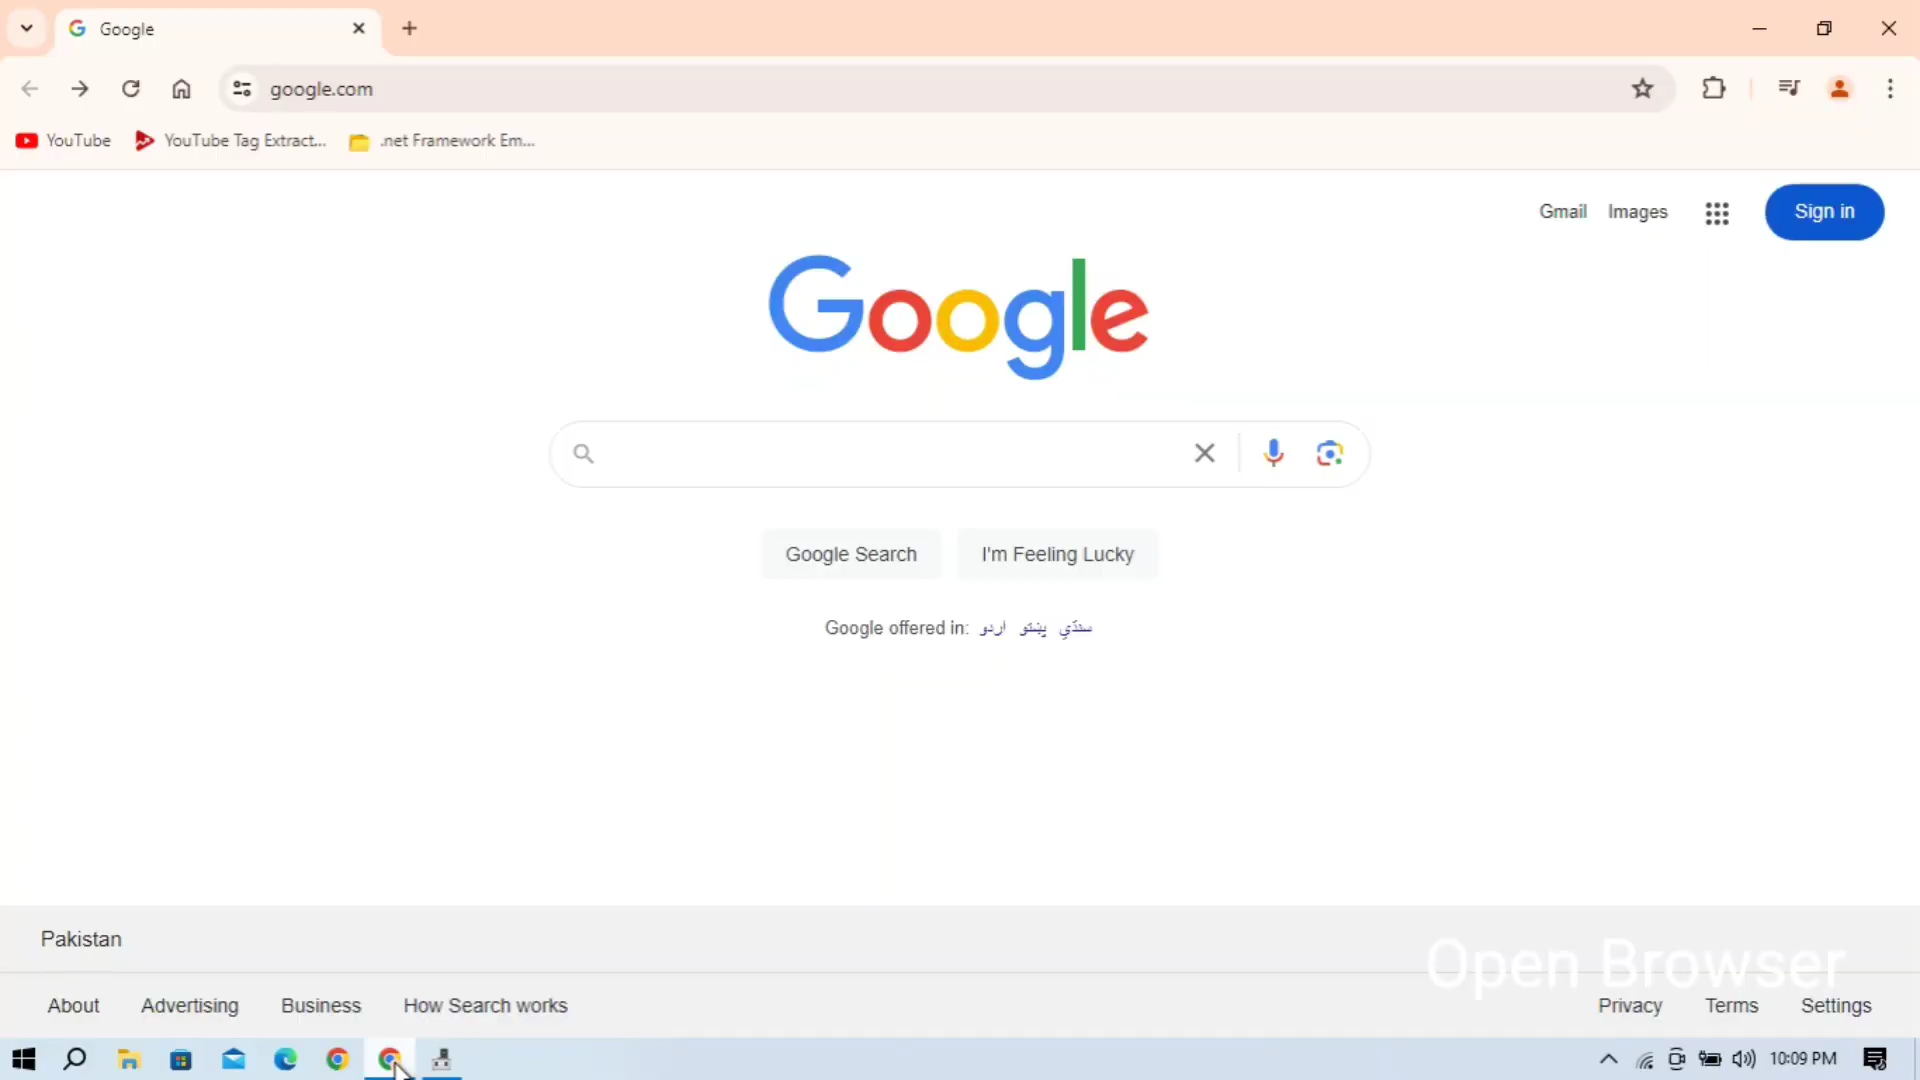 Google
google.com
YouTube
YouTube Tag Extract...
.net Framework Em...
Gmail Images Sign in
Google
Google Search
I'm Feeling Lucky
Google offered in: اردو پښتو سنڌي
Pakistan
Open Browser
About Advertising Business How Search works
Privacy Terms Settings
10:09 PM